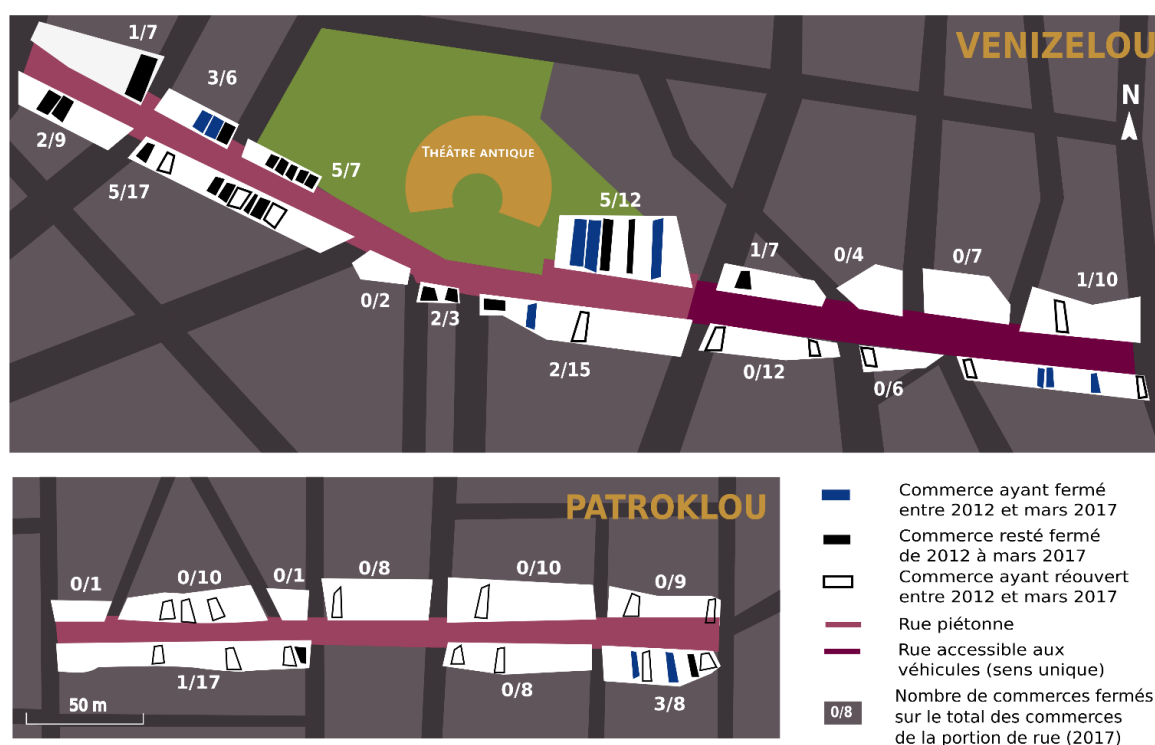 VENIZELOU
N
1/7
3/6
2/9
5/7
5/17
THÉÂTRE ANTIQUE
5/12
0/2
2/3
2/15
1/7
0/4
0/7
1/10
0/12
0/6
PATROKLOU
0/1
0/10
0/1
0/8
0/10
0/9
1/17
0/8
3/8
50 m
Commerce ayant fermé
entre 2012 et mars 2017
Commerce resté fermé
de 2012 à mars 2017
Commerce ayant réouvert
entre 2012 et mars 2017
Rue piétonne
Rue accessible aux
véhicules (sens unique)
0/8
Nombre de commerces fermés
sur le total des commerces
de la portion de rue (2017)